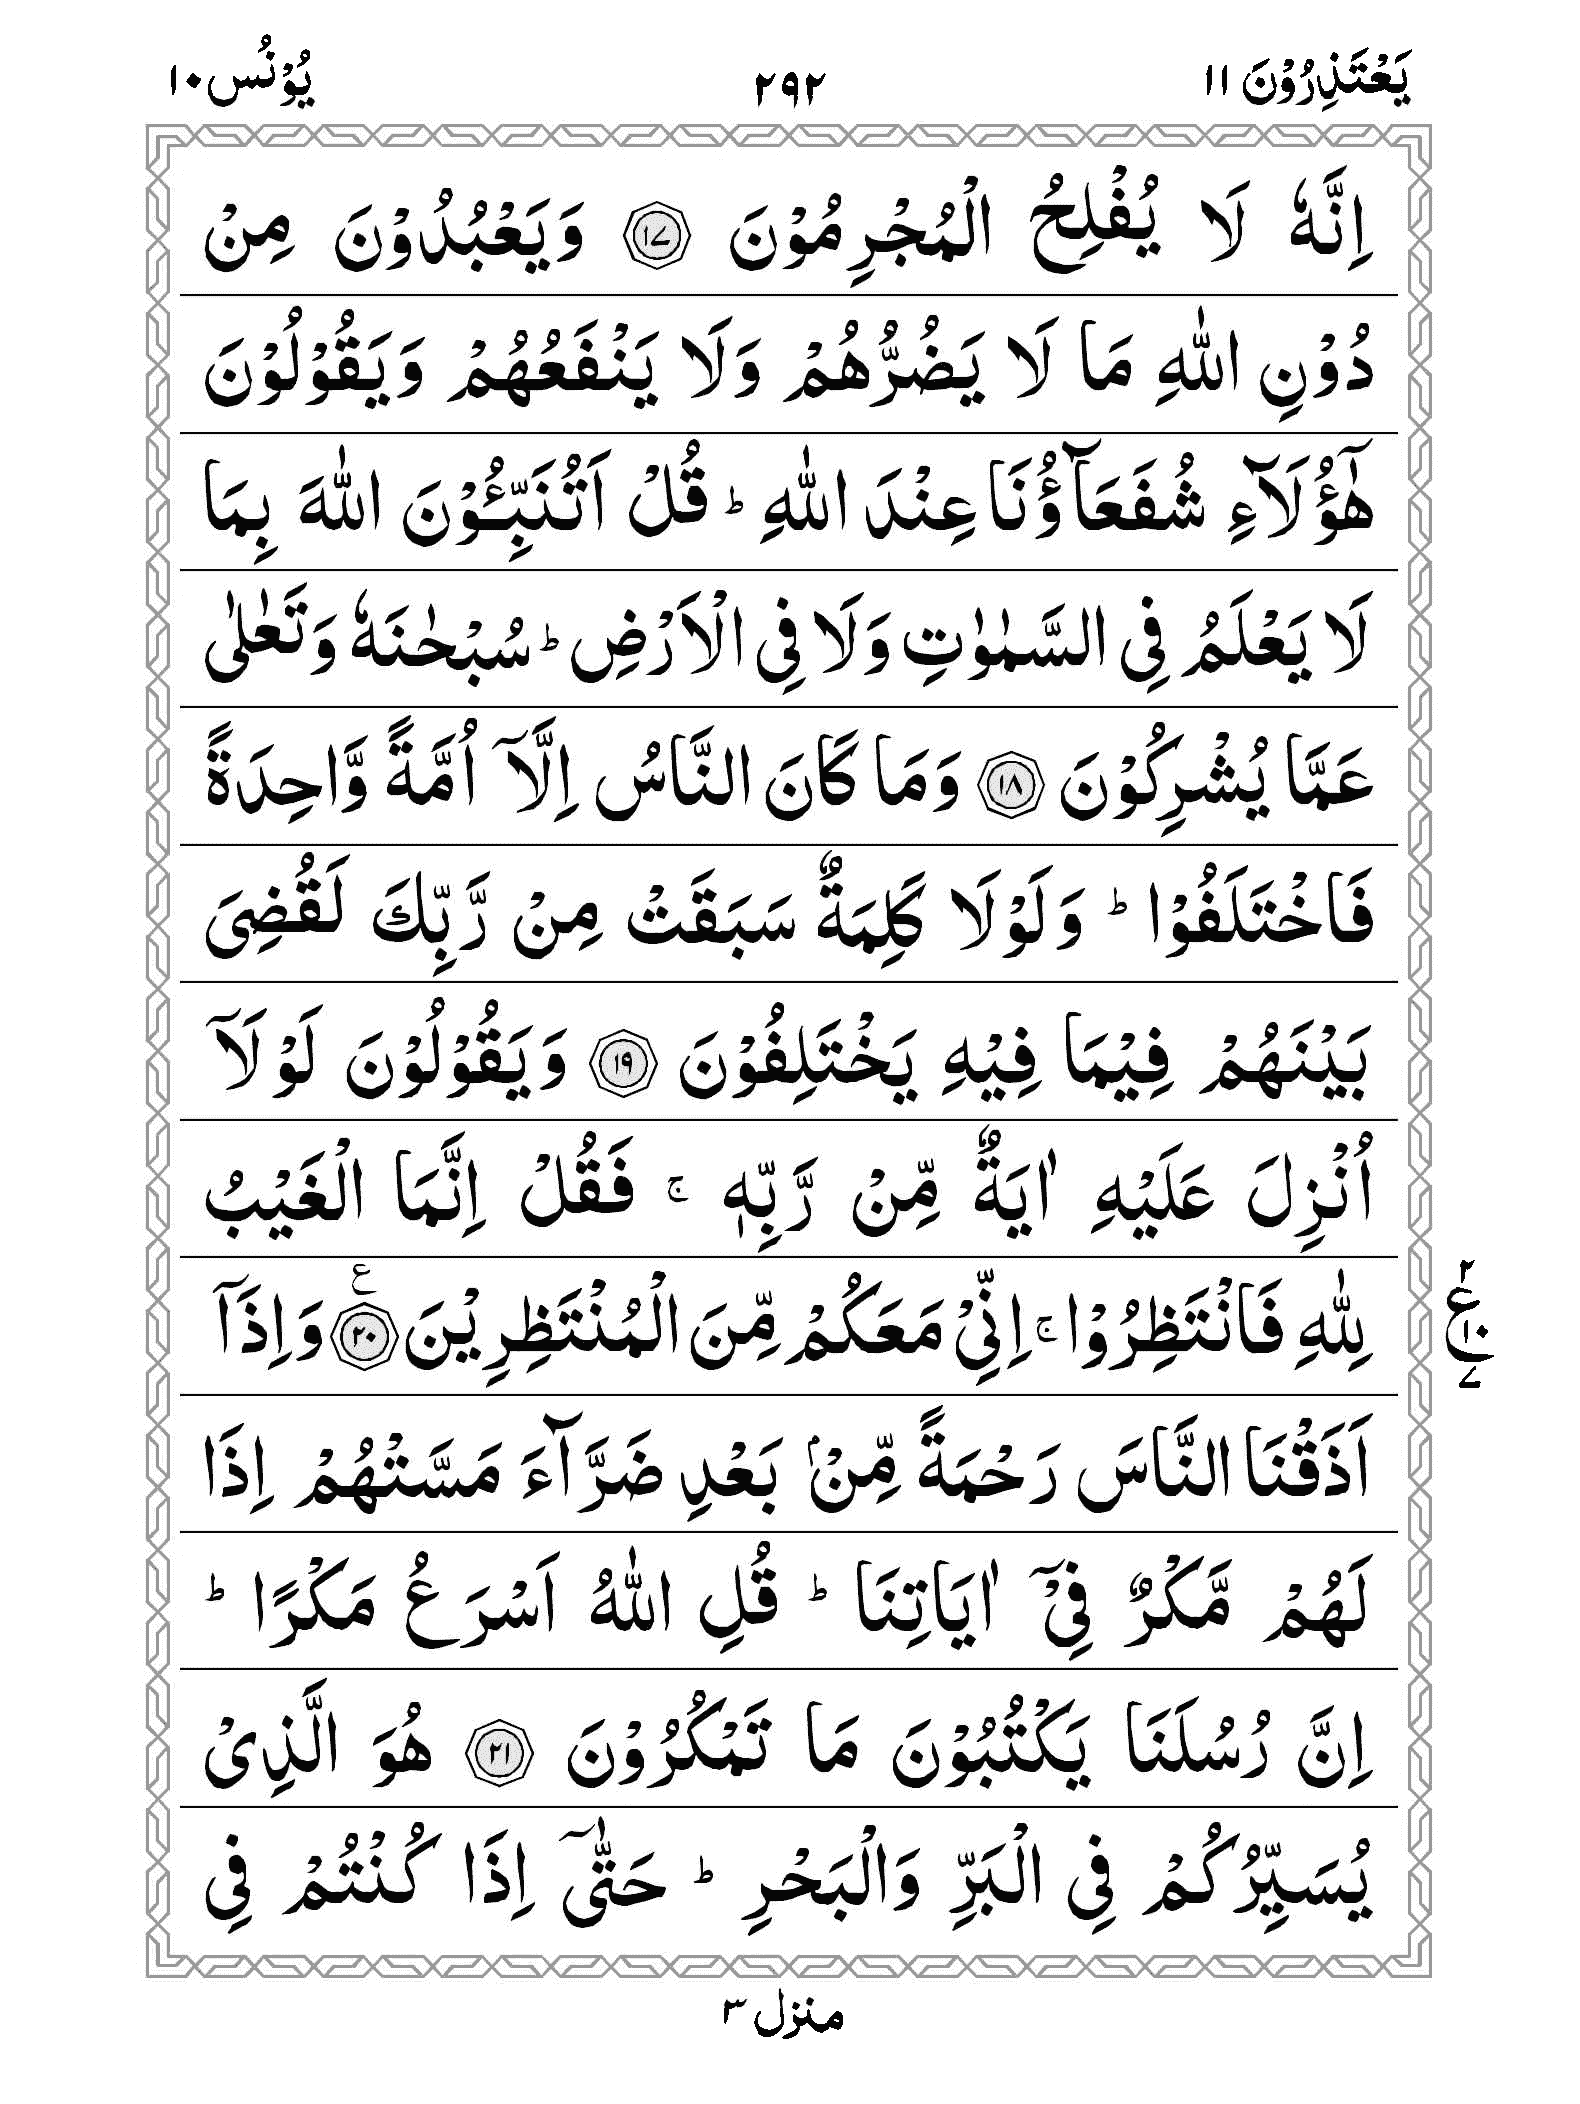 يَعْتَذِرُوْنَ ١١
٢٩٢
يُوْنُس ١٠
اِنَّهٗ لَا يُفْلِحُ الْمُجْرِمُوْنَ ١٧ وَيَعْبُدُوْنَ مِنْ
دُوْنِ اللّٰهِ مَا لَا يَضُرُّهُمْ وَلَا يَنْفَعُهُمْ وَيَقُوْلُوْنَ
هٰٓؤُلَآءِ شُفَعَآؤُنَا عِنْدَ اللّٰهِ ؕ قُلْ اَتُنَبِّـُٔوْنَ اللّٰهَ بِمَا
لَا يَعْلَمُ فِى السَّمٰوٰتِ وَلَا فِى الْاَرْضِ ؕ سُبْحٰنَهٗ وَتَعٰلٰى
عَمَّا يُشْرِكُوْنَ ١٨ وَمَا كَانَ النَّاسُ اِلَّآ اُمَّةً وَّاحِدَةً
فَاخْتَلَفُوْا ؕ وَلَوْلَا كَلِمَةٌ سَبَقَتْ مِنْ رَّبِّكَ لَقُضِىَ
بَيْنَهُمْ فِيْمَا فِيْهِ يَخْتَلِفُوْنَ ١٩ وَيَقُوْلُوْنَ لَوْلَآ
اُنْزِلَ عَلَيْهِ اٰيَةٌ مِّنْ رَّبِّهٖ ۚ فَقُلْ اِنَّمَا الْغَيْبُ
لِلّٰهِ فَانْتَظِرُوْا ۚ اِنِّىْ مَعَكُمْ مِّنَ الْمُنْتَظِرِيْنَ ٢٠ ع وَاِذَآ
٢ ع ١٠ ٧
اَذَقْنَا النَّاسَ رَحْمَةً مِّنْۢ بَعْدِ ضَرَّآءَ مَسَّتْهُمْ اِذَا
لَهُمْ مَّكْرٌ فِىْٓ اٰيَاتِنَا ؕ قُلِ اللّٰهُ اَسْرَعُ مَكْرًا ؕ
اِنَّ رُسُلَنَا يَكْتُبُوْنَ مَا تَمْكُرُوْنَ ٢١ هُوَ الَّذِىْ
يُسَيِّرُكُمْ فِى الْبَرِّ وَالْبَحْرِ ؕ حَتّٰٓى اِذَا كُنْتُمْ فِى
منزل ٣